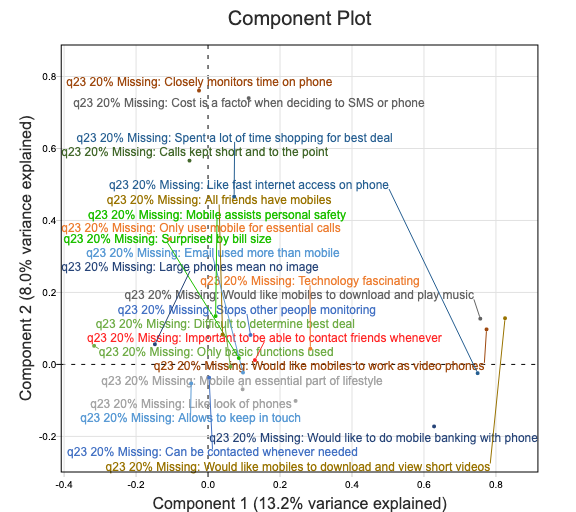 Component Plot
Component 2 (8.0% variance explained)
0.8
0.6
0.4
0.2
0.0
-0.2
q23 20% Missing: Closely monitors time on phone
q23 20% Missing: Cost is a factor when deciding to SMS or phone
q23 20% Missing: Spent a lot of time shopping for best deal
q23 20% Missing: Calls kept short and to the point
q23 20% Missing: Like fast internet access on phone
q23 20% Missing: All friends have mobiles
q23 20% Missing: Mobile assists personal safety
q23 20% Missing: Only use mobile for essential calls
q23 20% Missing: Surprised by bill size
q23 20% Missing: Email used more than mobile
q23 20% Missing: Large phones mean no image
q23 20% Missing: Technology fascinating
q23 20% Missing: Would like mobiles to download and play music
q23 20% Missing: Stops other people monitoring
q23 20% Missing: Difficult to determine best deal
q23 20% Missing: Important to be able to contact friends whenever
q23 20% Missing: Only basic functions used
q23 20% Missing: Would like mobiles to work as video phones
q23 20% Missing: Mobile an essential part of lifestyle
q23 20% Missing: Like look of phones
q23 20% Missing: Allows to keep in touch
q23 20% Missing: Would like to do mobile banking with phone
q23 20% Missing: Can be contacted whenever needed
q23 20% Missing: Would like mobiles to download and view short videos
-0.4
-0.2
0.0
0.2
0.4
0.6
0.8
Component 1 (13.2% variance explained)